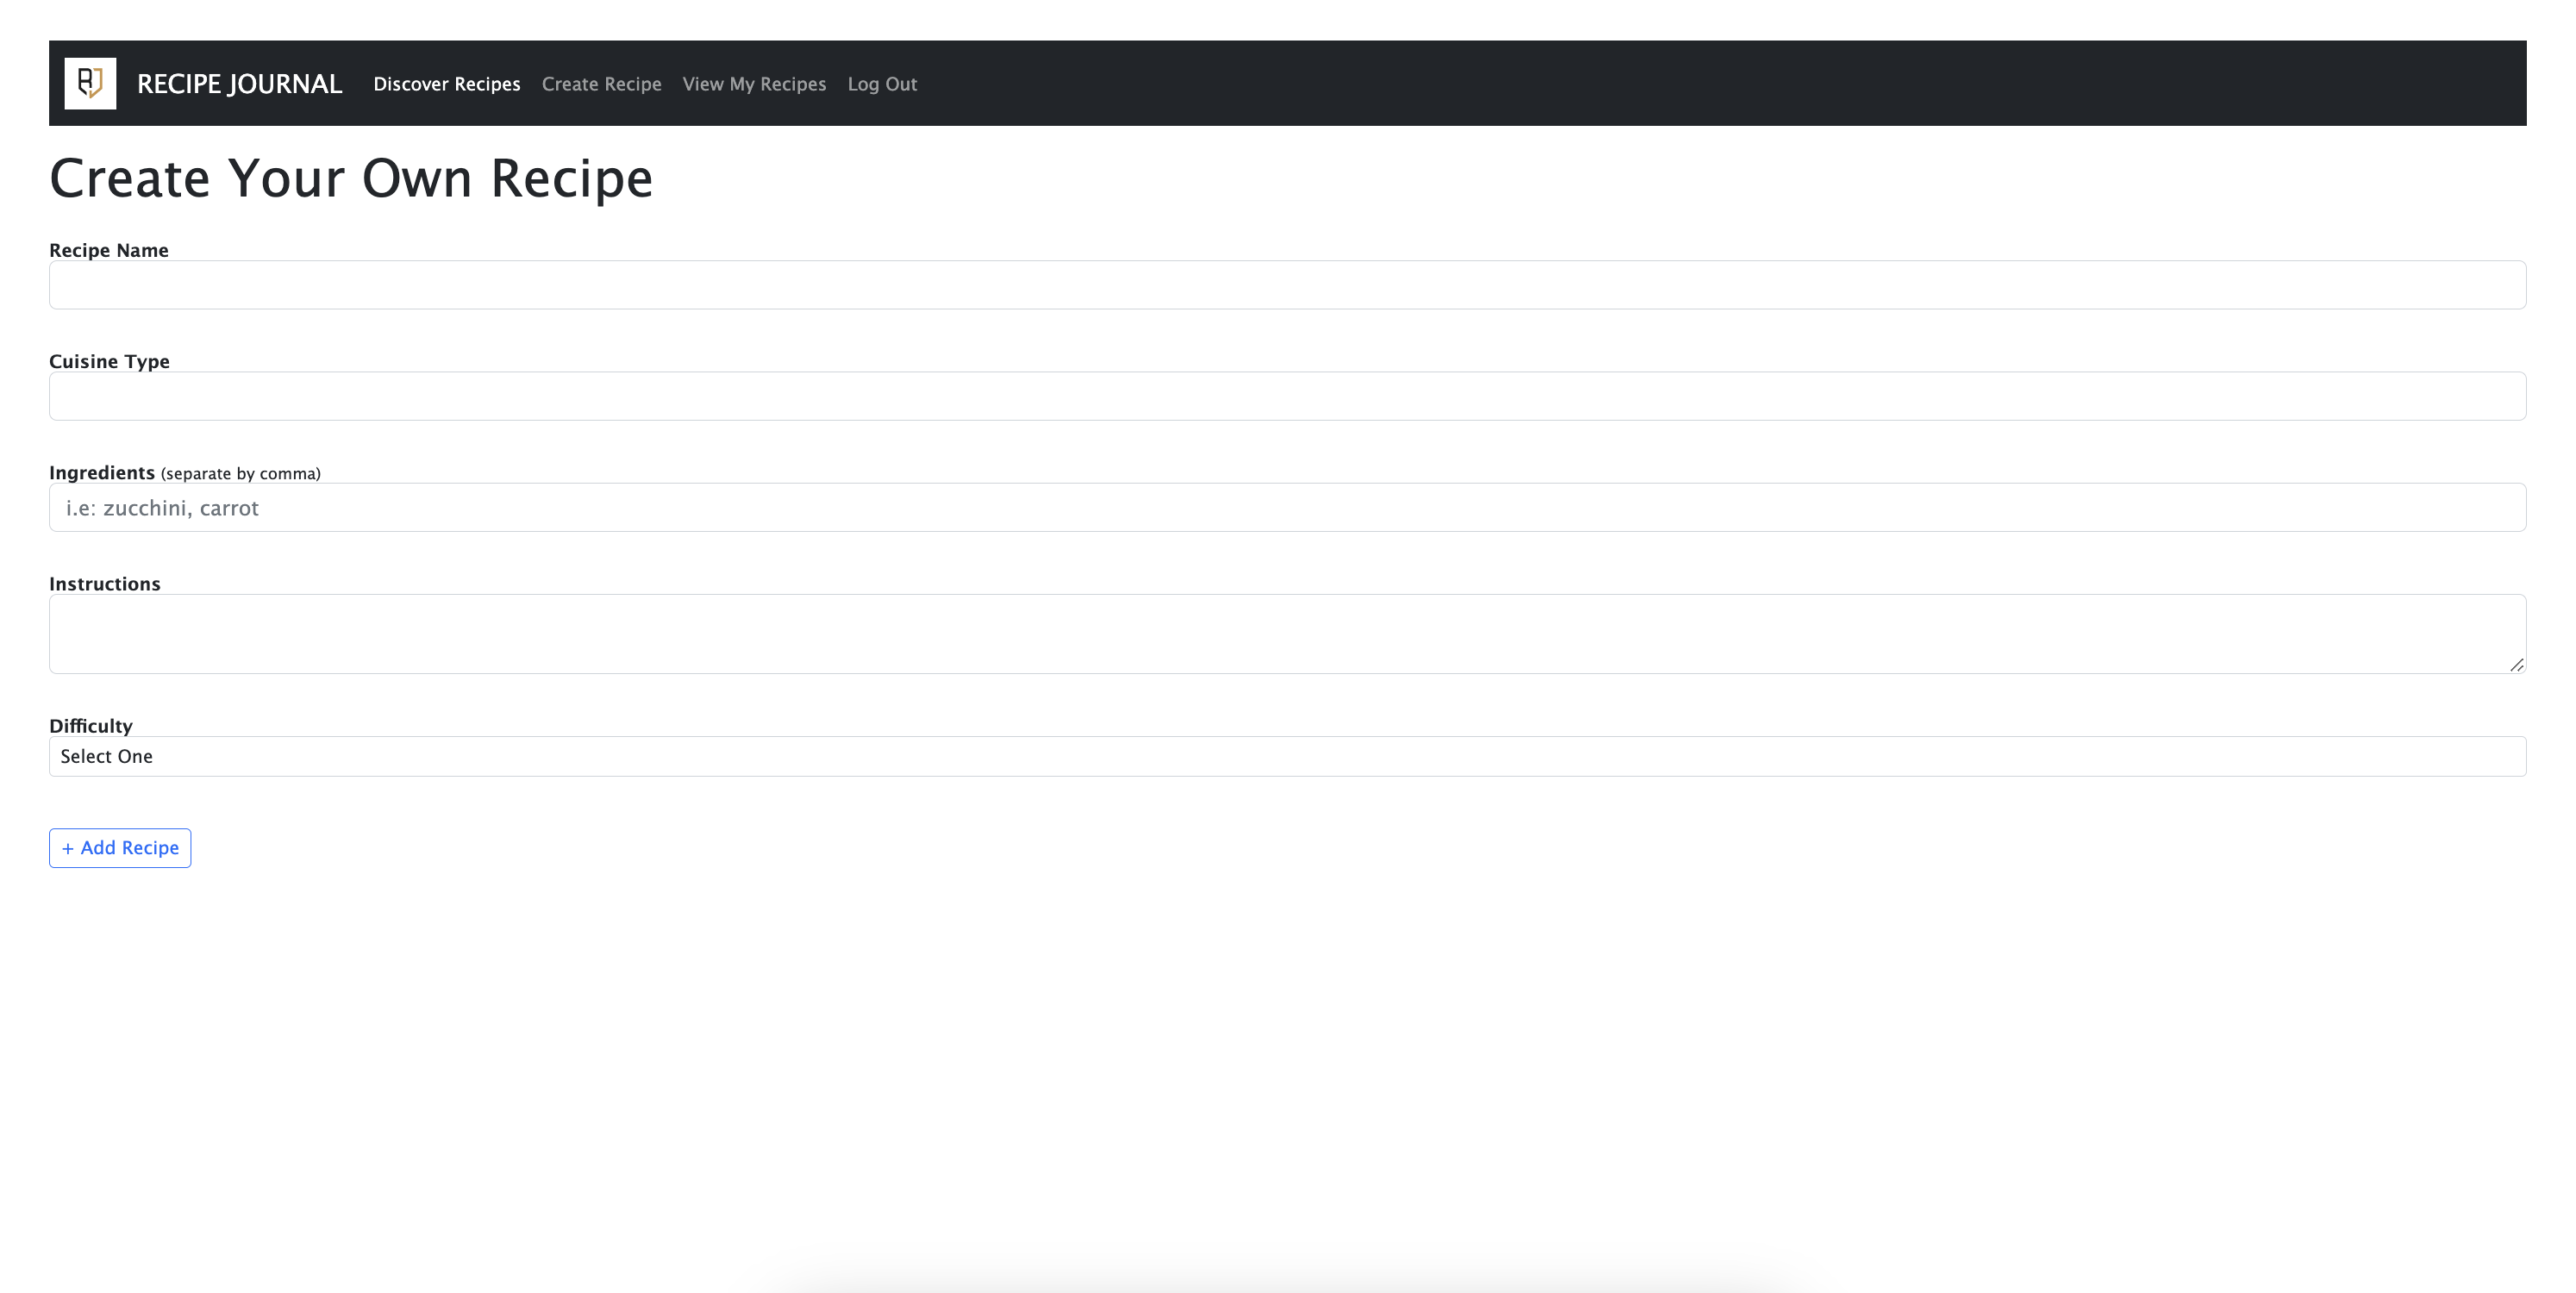 RJ RECIPE JOURNAL Discover Recipes Create Recipe View My Recipes Log Out
Create Your Own Recipe
Recipe Name
Cuisine Type
Ingredients (separate by comma)
i.e: zucchini, carrot
Instructions
Difficulty
Select One
+ Add Recipe